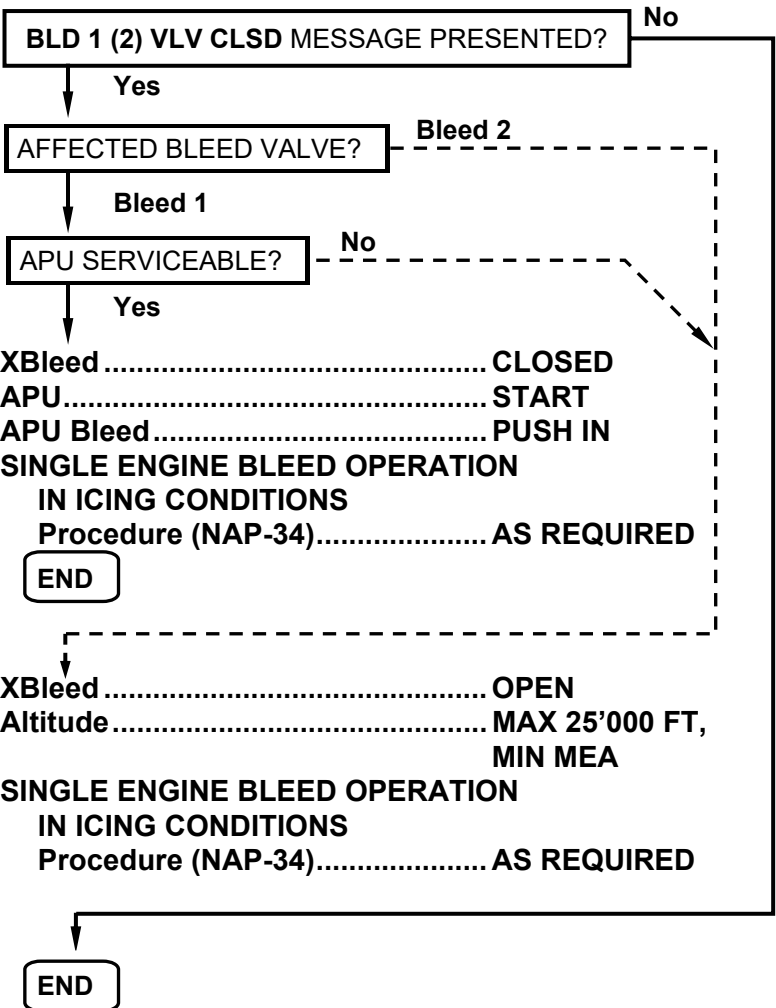 BLD 1 (2) VLV CLSD MESSAGE PRESENTED?
No
Yes
AFFECTED BLEED VALVE?
Bleed 2
Bleed 1
APU SERVICEABLE?
No
Yes
XBleed ............................................... CLOSED
APU.................................................... START
APU Bleed......................................... PUSH IN
SINGLE ENGINE BLEED OPERATION
IN ICING CONDITIONS
Procedure (NAP-34)..................... AS REQUIRED
END
XBleed ............................................... OPEN
Altitude.............................................. MAX 25'000 FT,
MIN MEA
SINGLE ENGINE BLEED OPERATION
IN ICING CONDITIONS
Procedure (NAP-34)..................... AS REQUIRED
END